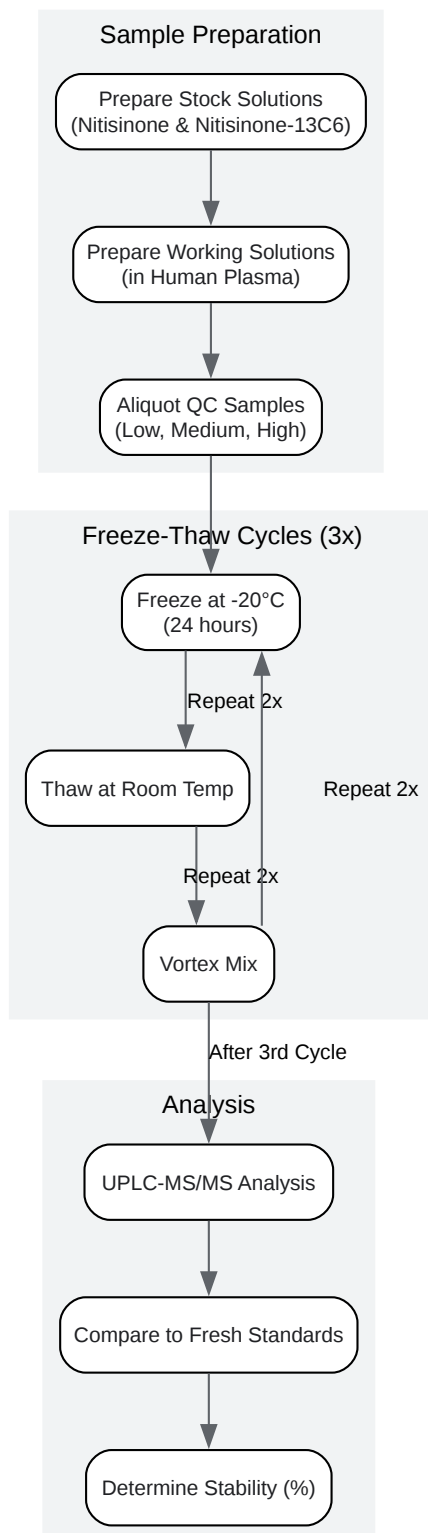 Sample Preparation
Prepare Stock Solutions
(Nitisinone & Nitisinone-13C6)
Prepare Working Solutions
(in Human Plasma)
Aliquot QC Samples
(Low, Medium, High)
Freeze-Thaw Cycles (3x)
Freeze at -20°C
(24 hours)
Repeat 2x
Thaw at Room Temp
Repeat 2x
Repeat 2x
Vortex Mix
After 3rd Cycle
Analysis
UPLC-MS/MS Analysis
Compare to Fresh Standards
Determine Stability (%)